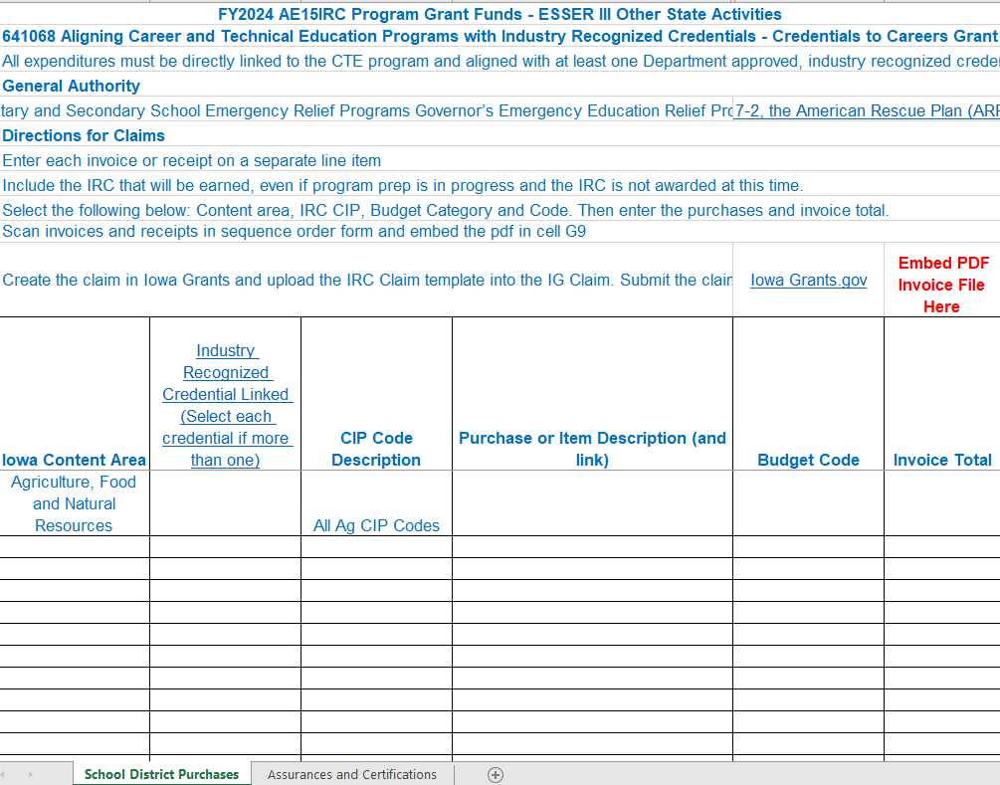 FY2024 AE15IRC Program Grant Funds - ESSER III Other State Activities
641068 Aligning Career and Technical Education Programs with Industry Recognized Credentials - Credentials to Careers Grant
All expenditures must be directly linked to the CTE program and aligned with at least one Department approved, industry recognized crede
General Authority
tary and Secondary School Emergency Relief Programs Governor's Emergency Education Relief Pro 7-2, the American Rescue Plan (ARP
Directions for Claims
Enter each invoice or receipt on a separate line item
Include the IRC that will be earned, even if program prep is in progress and the IRC is not awarded at this time.
Select the following below: Content area, IRC CIP, Budget Category and Code. Then enter the purchases and invoice total.
Scan invoices and receipts in sequence order form and embed the pdf in cell G9
Create the claim in Iowa Grants and upload the IRC Claim template into the IG Claim. Submit the claim
Iowa Grants.gov
Embed PDF
Invoice File
Here
Iowa Content Area
Industry
Recognized
Credential Linked
(Select each
credential if more
than one)
CIP Code
Description
Purchase or Item Description (and
link)
Budget Code
Invoice Total
Agriculture, Food
and Natural
Resources
All Ag CIP Codes
School District Purchases
Assurances and Certifications